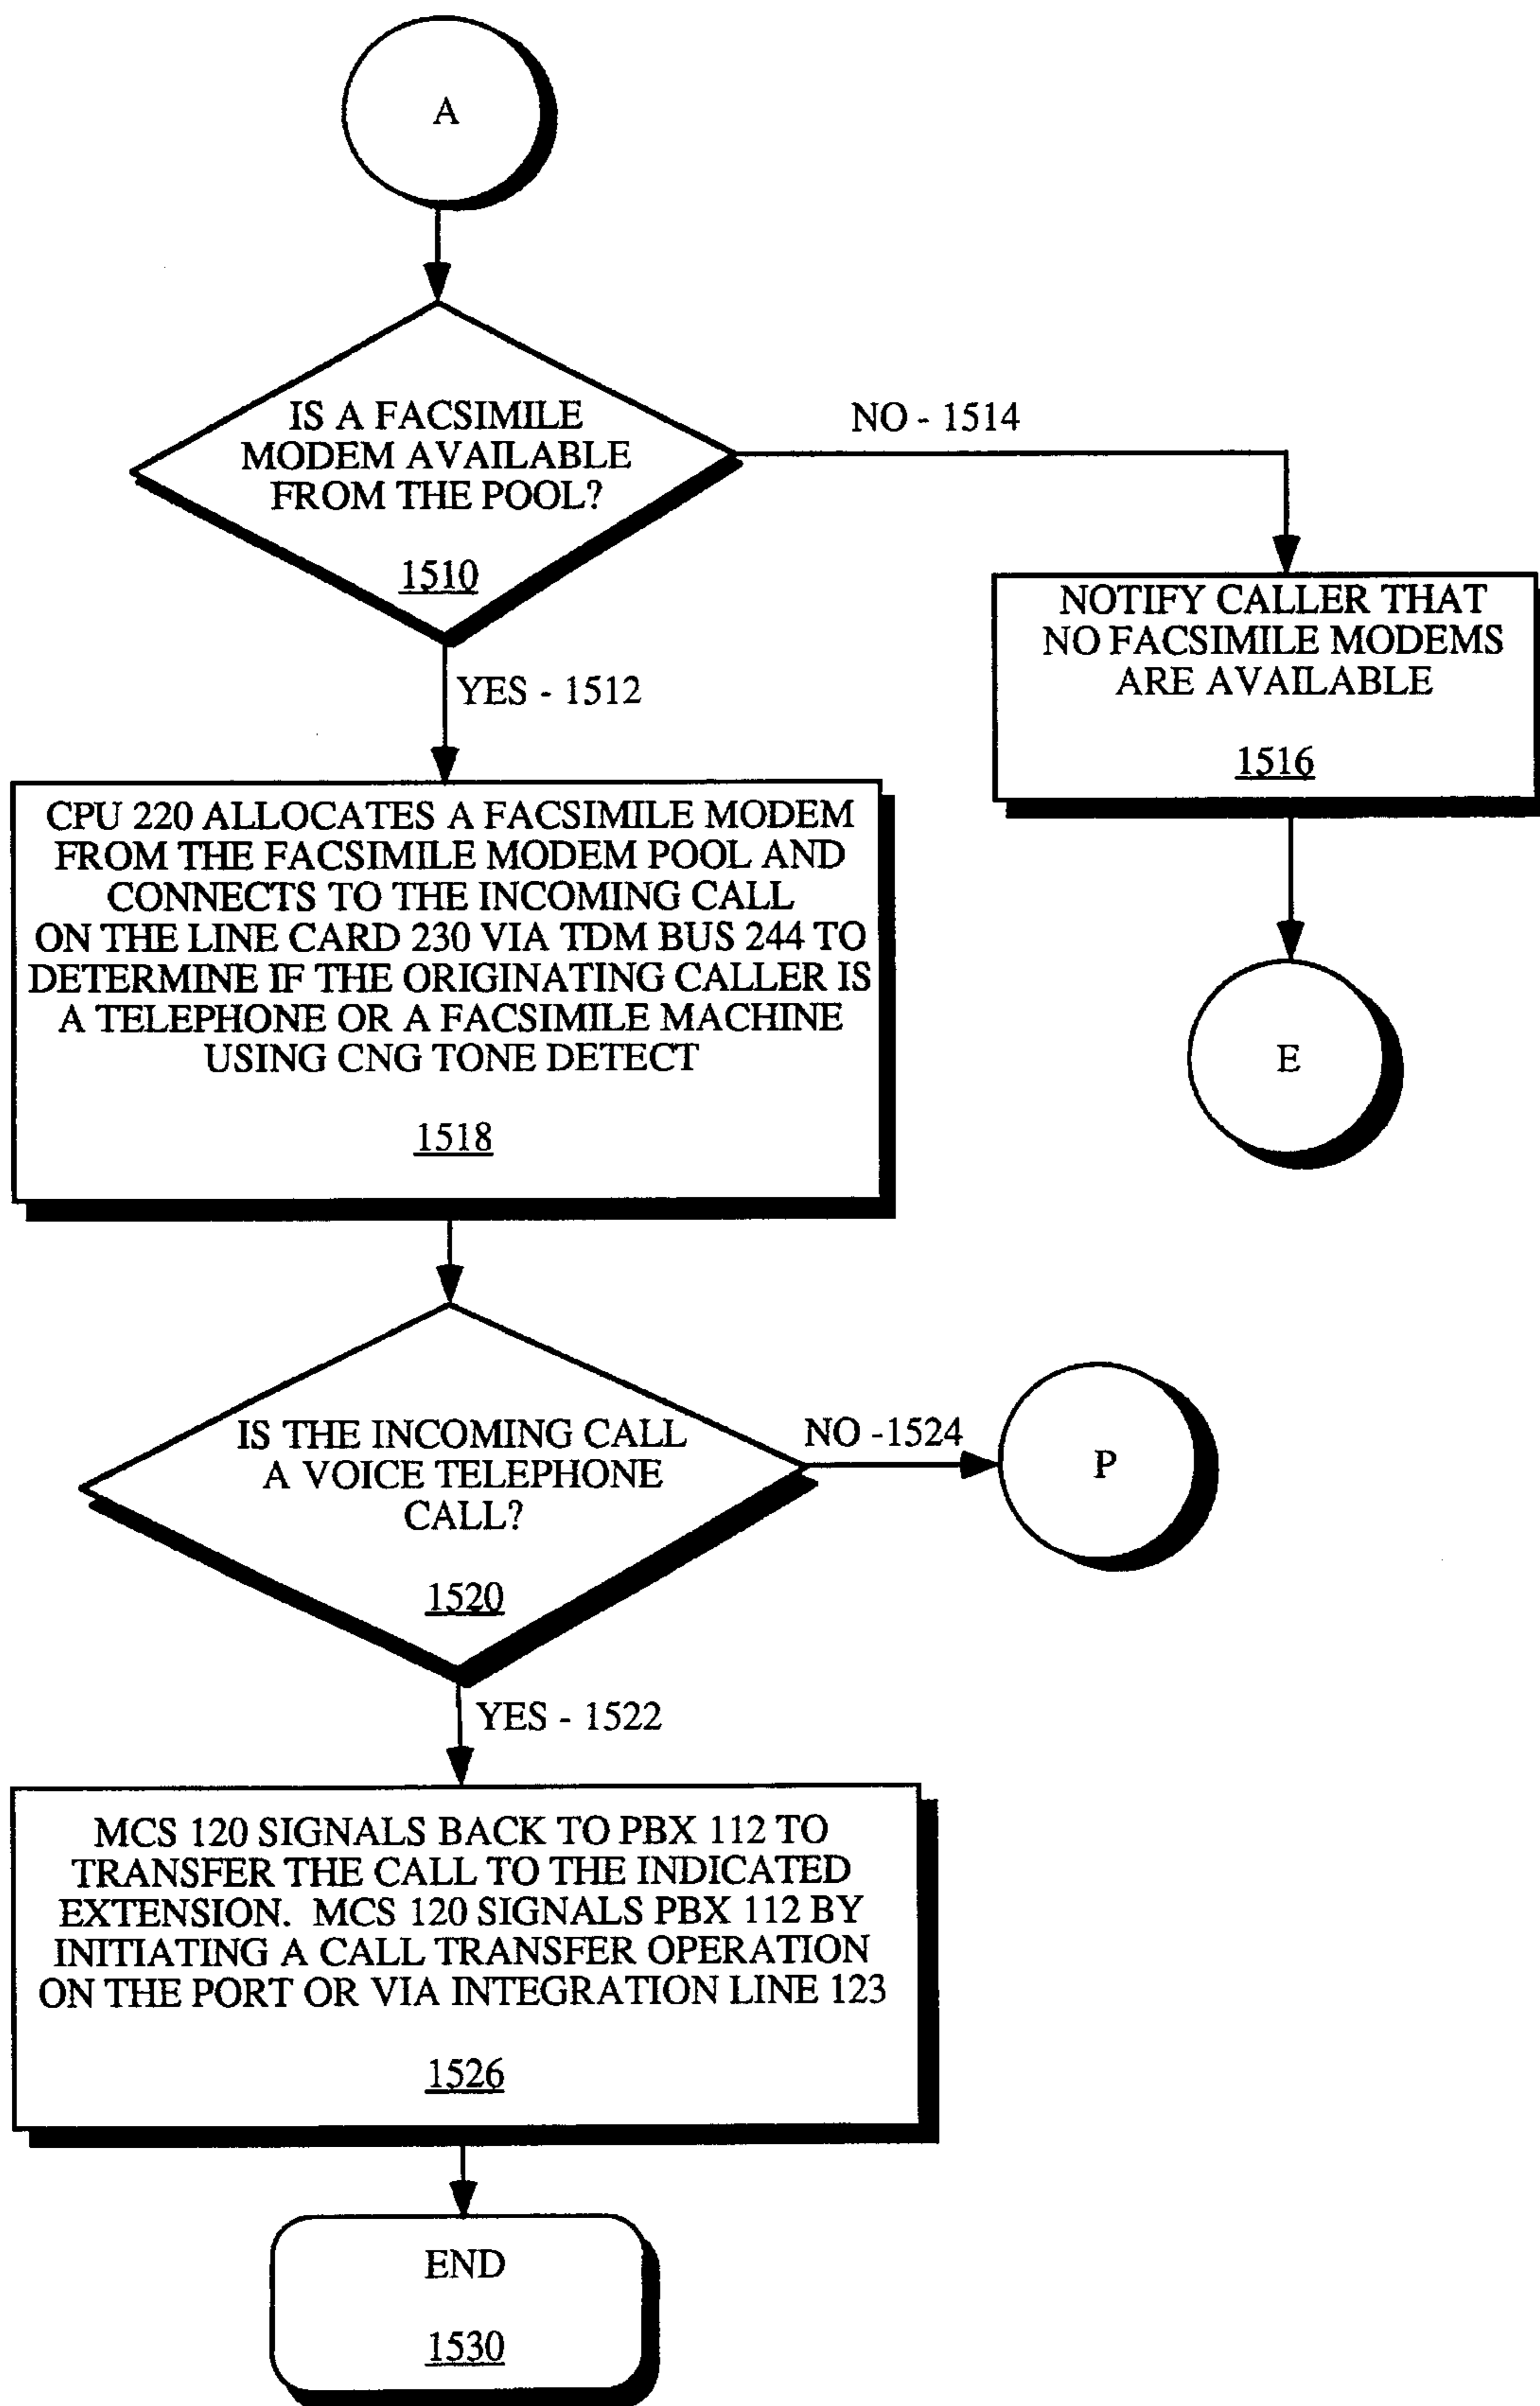 A
IS A FACSIMILE
MODEM AVAILABLE
FROM THE POOL?
1510
NO - 1514
NOTIFY CALLER THAT
NO FACSIMILE MODEMS
ARE AVAILABLE
1516
E
YES - 1512
CPU 220 ALLOCATES A FACSIMILE MODEM
FROM THE FACSIMILE MODEM POOL AND
CONNECTS TO THE INCOMING CALL
ON THE LINE CARD 230 VIA TDM BUS 244 TO
DETERMINE IF THE ORIGINATING CALLER IS
A TELEPHONE OR A FACSIMILE MACHINE
USING CNG TONE DETECT
1518
IS THE INCOMING CALL
A VOICE TELEPHONE
CALL?
1520
NO -1524
P
YES - 1522
MCS 120 SIGNALS BACK TO PBX 112 TO
TRANSFER THE CALL TO THE INDICATED
EXTENSION.  MCS 120 SIGNALS PBX 112 BY
INITIATING A CALL TRANSFER OPERATION
ON THE PORT OR VIA INTEGRATION LINE 123
1526
END
1530